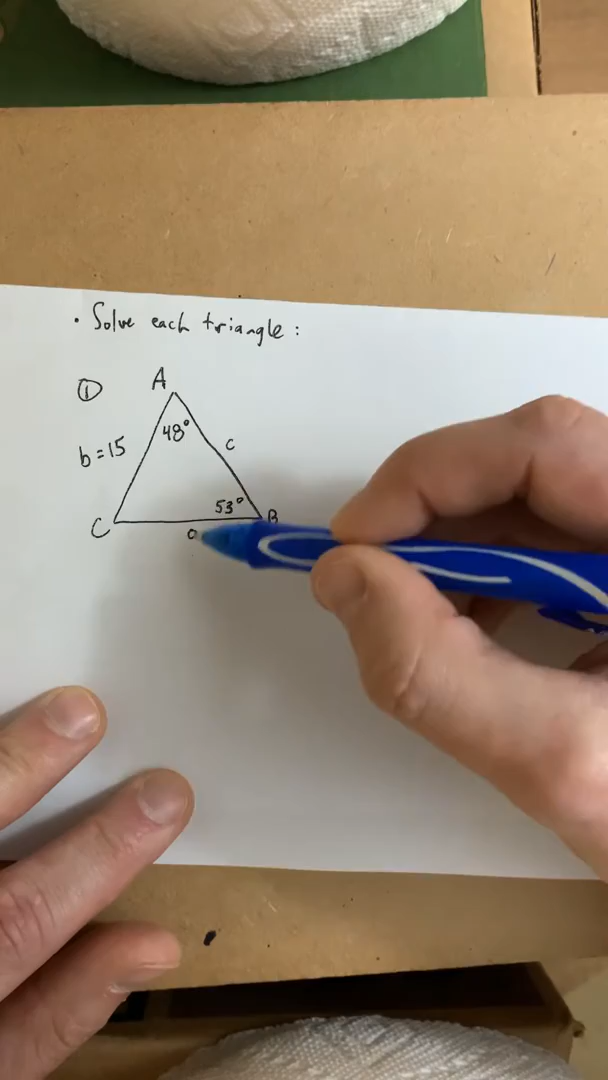 • Solve each triangle :
① A
48°
b = 15
c
53°
C
B
a